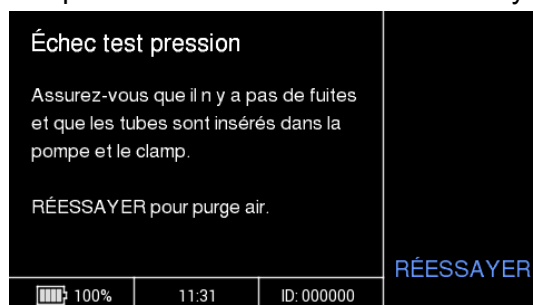 Échec test pression
Assurez-vous que il n y a pas de fuites
et que les tubes sont insérés dans la
pompe et le clamp.
RÉESSAYER pour purge air.
RÉESSAYER
100%
11:31
ID: 000000